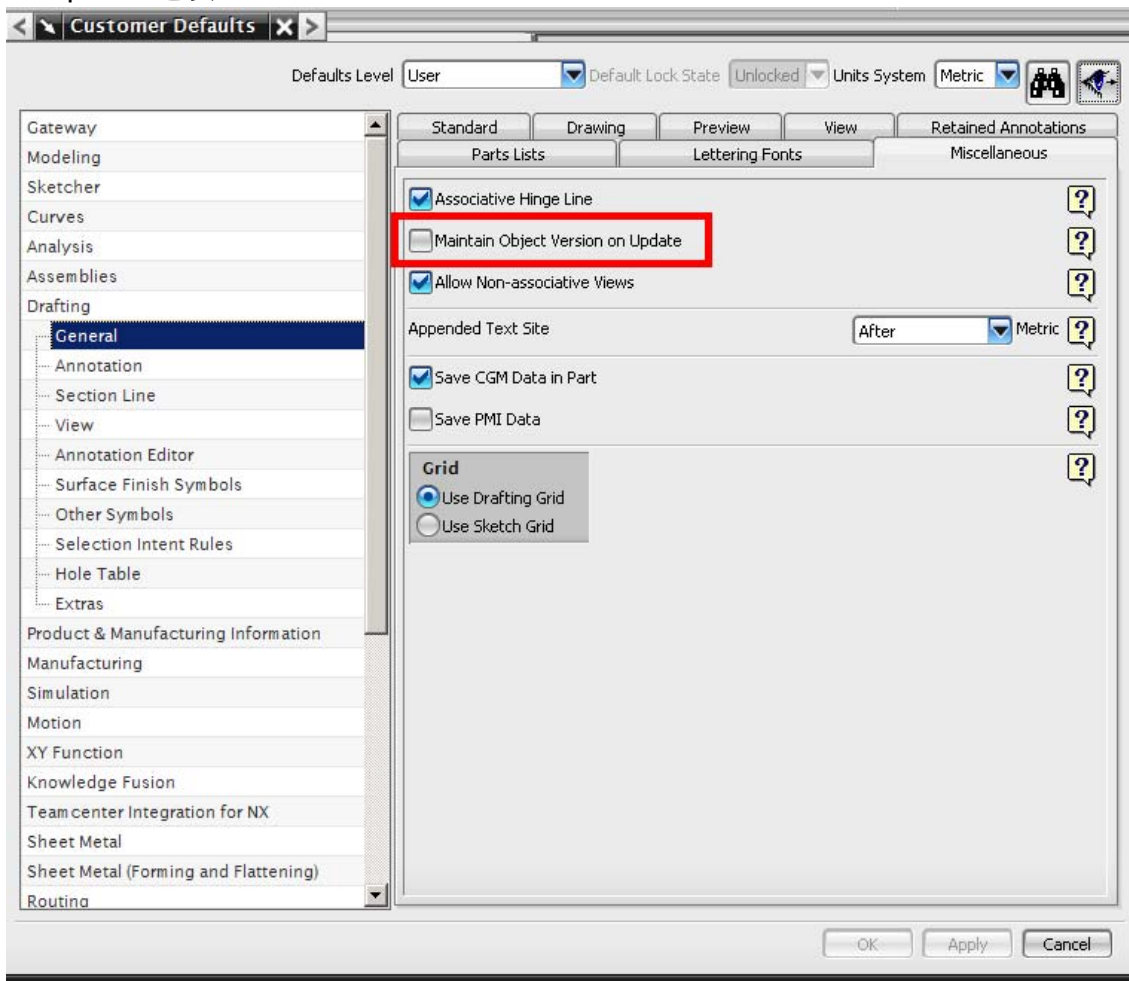 Customer Defaults
Defaults Level User Default Lock State Unlocked Units System Metric
Gateway
Modeling
Sketcher
Curves
Analysis
Assemblies
Drafting
General
Annotation
Section Line
View
Annotation Editor
Surface Finish Symbols
Other Symbols
Selection Intent Rules
Hole Table
Extras
Product & Manufacturing Information
Manufacturing
Simulation
Motion
XY Function
Knowledge Fusion
Teamcenter Integration for NX
Sheet Metal
Sheet Metal (Forming and Flattening)
Routing
Standard Drawing Preview View Retained Annotations
Parts Lists Lettering Fonts Miscellaneous
Associative Hinge Line ?
Maintain Object Version on Update ?
Allow Non-associative Views ?
Appended Text Site After Metric ?
Save CGM Data in Part ?
Save PMI Data ?
Grid ?
Use Drafting Grid
Use Sketch Grid
OK Apply Cancel